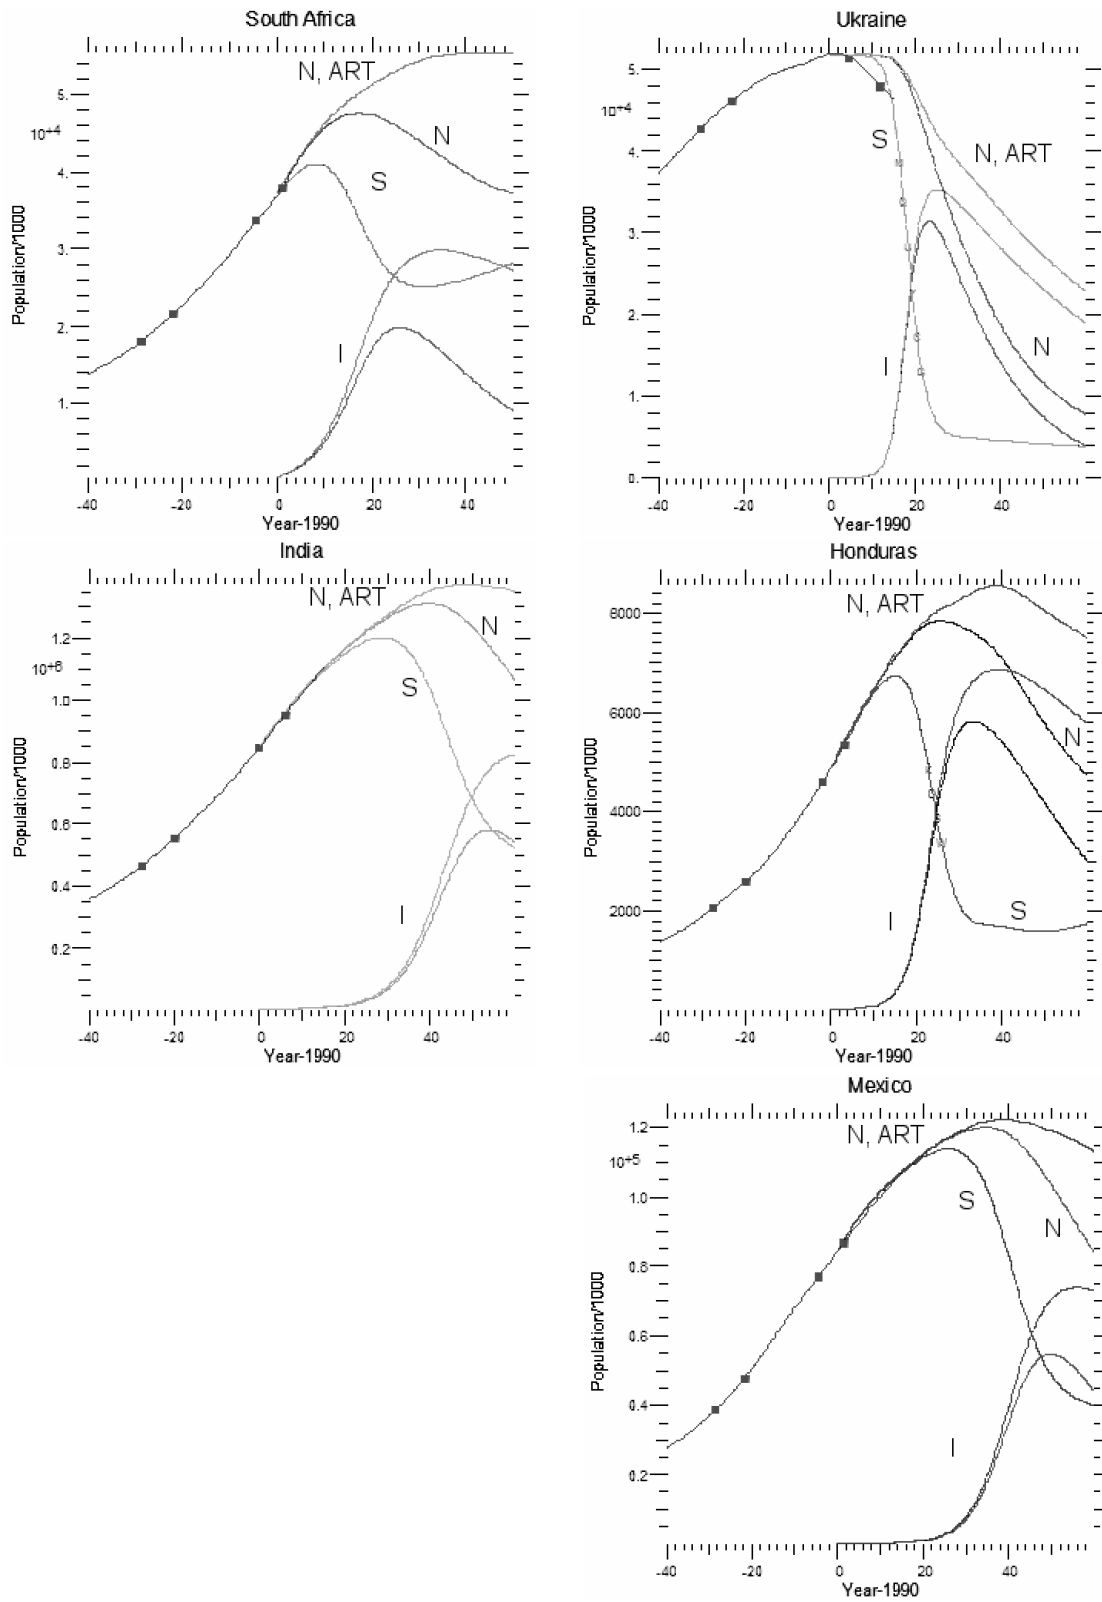 South Africa
N, ART
5.
10+4
N
4.
S
3.
2.
I
1.
-40 -20 0 20 40
Year-1990
Population/1000
Ukraine
5.
10+4
S
4.
N, ART
3.
2.
N
I
1.
0.
-40 -20 0 20 40
Year-1990
Population/1000
India
N, ART
N
1.2
10+6
S
1.0
0.8
0.6
0.4
I
0.2
-40 -20 0 20 40
Year-1990
Population/1000
Honduras
N, ART
8000
6000
N
4000
2000
I
S
-40 -20 0 20 40
Year-1990
Population/1000
Mexico
1.2
N, ART
10+5
1.0
S
N
0.8
0.6
0.4
I
0.2
-40 -20 0 20 40
Year-1990
Population/1000